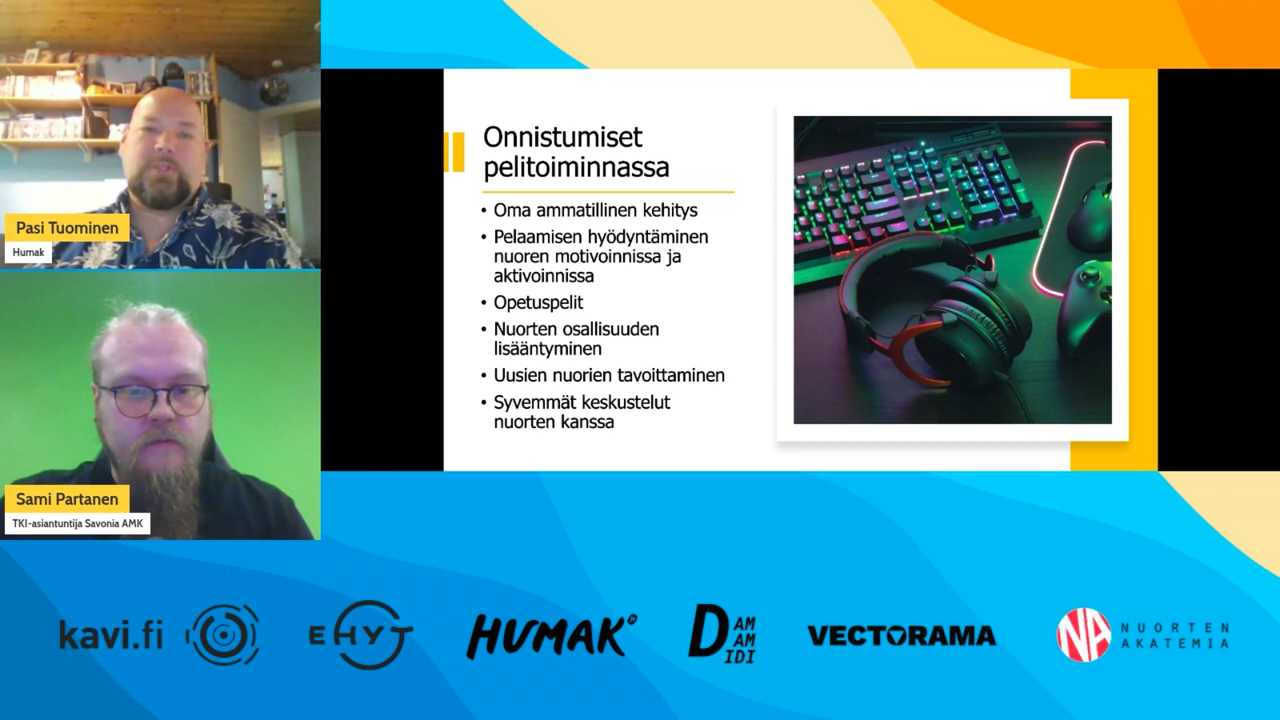 Pasi Tuominen
Humak
Sami Partanen
TKI-asiantuntija Savonia AMK
Onnistumiset
pelitoiminnassa
• Oma ammatillinen kehitys
• Pelaamisen hyödyntäminen
nuoren motivoinnissa ja
aktivoinnissa
• Opetuspelit
• Nuorten osallisuuden
lisääntyminen
• Uusien nuorien tavoittaminen
• Syvemmät keskustelut
nuorten kanssa
kavi.fi
EHYT
HUMAK
DAM
AM
IDI
VECTORAMA
NA
NUORTEN
AKATEMIA